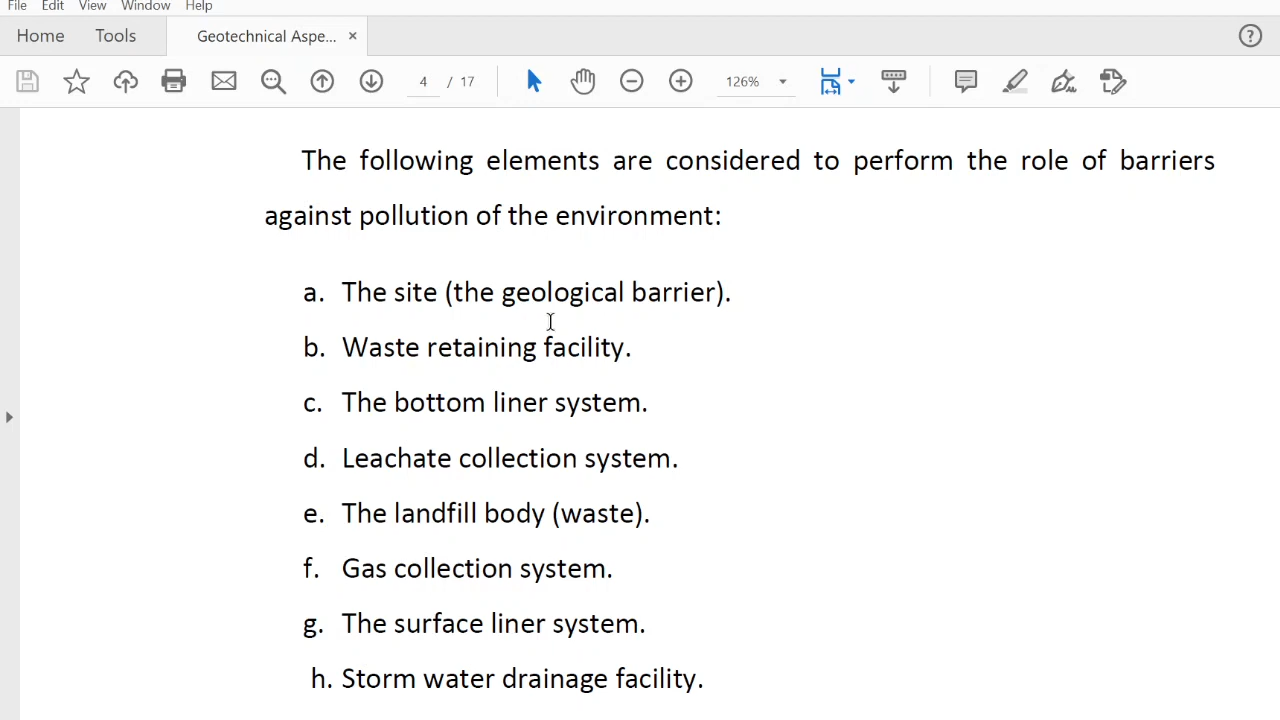 File Edit View Window Help
Home Tools Geotechnical Aspe... ×
4 / 17 126%
The following elements are considered to perform the role of barriers
against pollution of the environment:
a. The site (the geological barrier).
b. Waste retaining facility.
c. The bottom liner system.
d. Leachate collection system.
e. The landfill body (waste).
f. Gas collection system.
g. The surface liner system.
h. Storm water drainage facility.